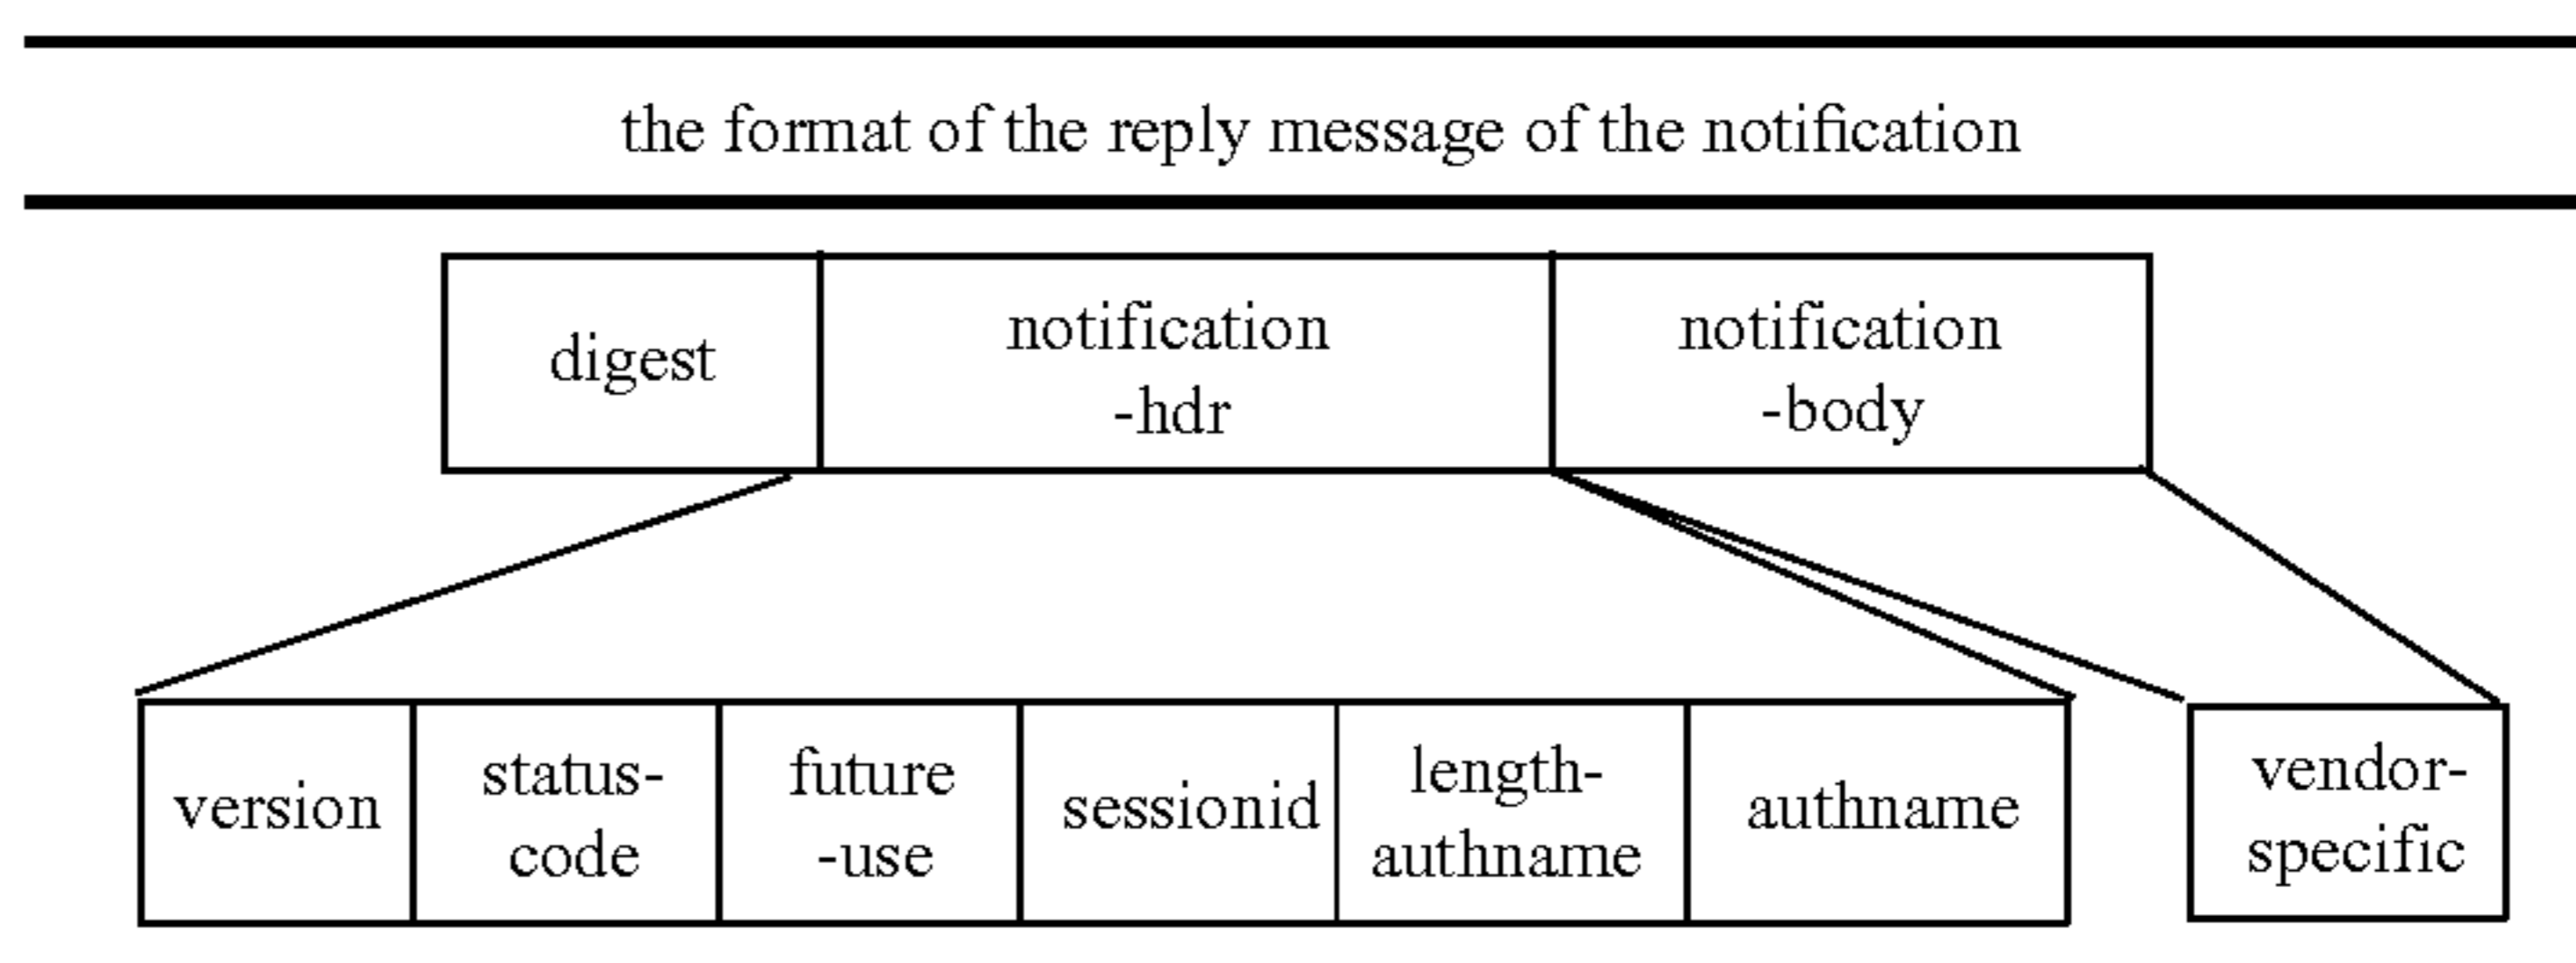 the format of the reply message of the notification
digest
notification
-hdr
notification
-body
version
status-
code
future
-use
sessionid
length-
authname
authname
vendor-
specific